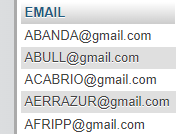 EMAIL
ABANDA@gmail.com
ABULL@gmail.com
ACABRIO@gmail.com
AERRAZUR@gmail.com
AFRIPP@gmail.com